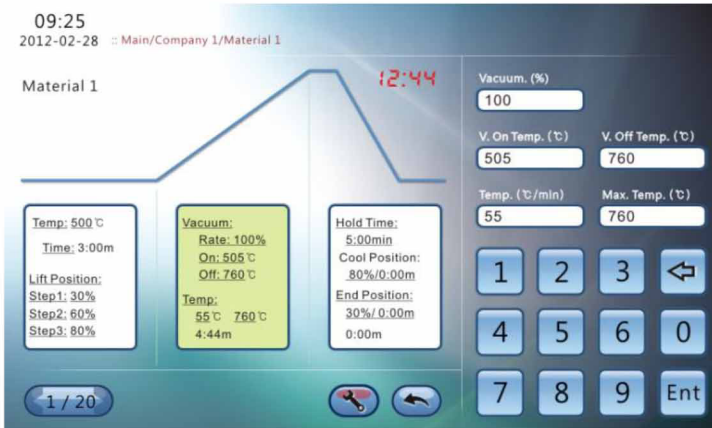 09:25
2012-02-28 :: Main/Company 1/Material 1
Material 1
12:44
Temp: 500℃
Time: 3:00m
Lift Position:
Step1: 30%
Step2: 60%
Step3: 80%
Vacuum:
Rate: 100%
On: 505℃
Off: 760℃
Temp:
55℃ 760℃
4:44m
Hold Time:
5:00min
Cool Position:
80%/0:00m
End Position:
30%/ 0:00m
0:00m
1 / 20
Vacuum. (%)
100
V. On Temp. (℃) V. Off Temp. (℃)
505 760
Temp. (℃/min) Max. Temp. (℃)
55 760
1 2 3
4 5 6 0
7 8 9 Ent